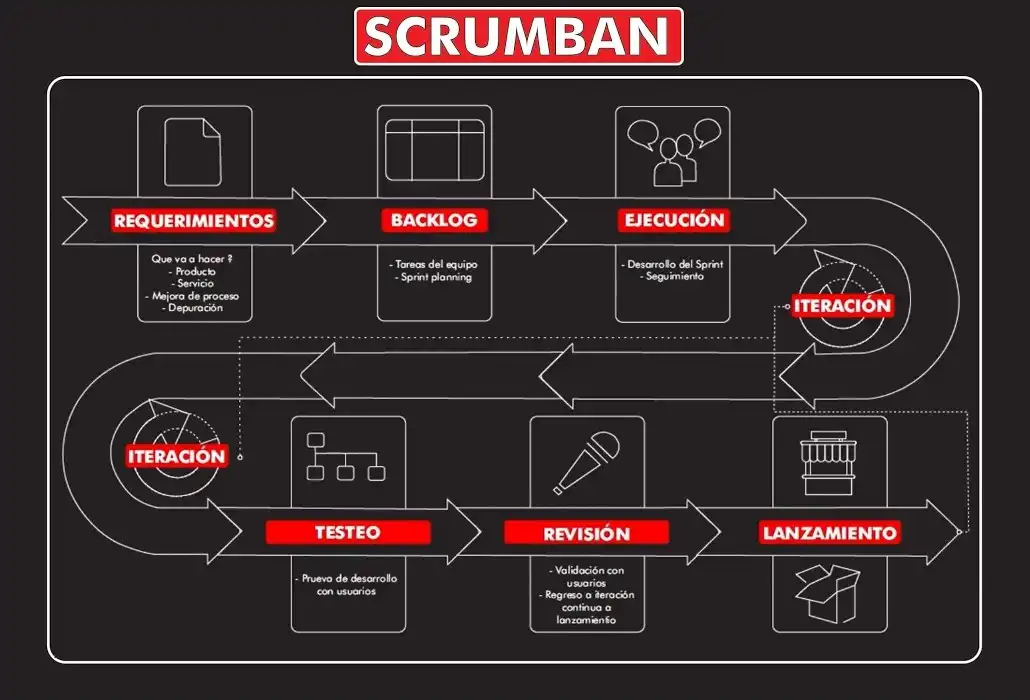 SCRUMBAN
REQUERIMIENTOS
Que va a hacer ?
- Producto
- Servicio
- Mejora de proceso
- Depuración
BACKLOG
- Tareas del equipo
- Sprint planning
EJECUCIÓN
- Desarrollo del Sprint
- Seguimiento
ITERACIÓN
ITERACIÓN
TESTEO
- Prueva de desarrollo
con usuarios
REVISIÓN
- Validación con
usuarios
- Regreso a iteración
continua a
lanzamientio
LANZAMIENTO